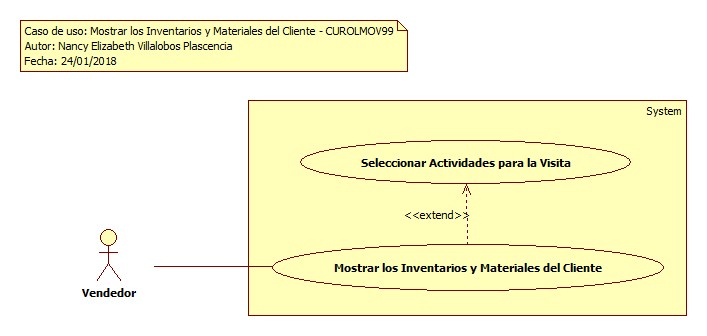 Caso de uso: Mostrar los Inventarios y Materiales del Cliente - CUROLMOV99
Autor: Nancy Elizabeth Villalobos Plascencia
Fecha: 24/01/2018
System
Seleccionar Actividades para la Visita
<<extend>>
Mostrar los Inventarios y Materiales del Cliente
Vendedor